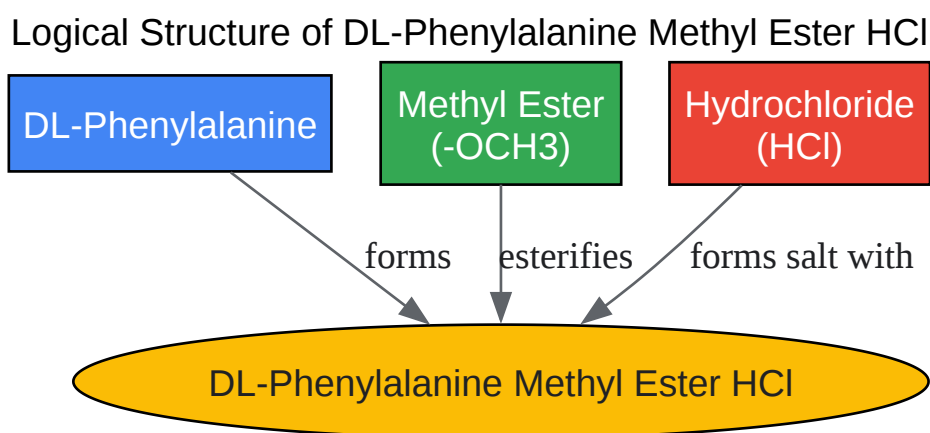 Logical Structure of DL-Phenylalanine Methyl Ester HCl
DL-Phenylalanine
Methyl Ester
(-OCH3)
Hydrochloride
(HCl)
forms
esterifies
forms salt with
DL-Phenylalanine Methyl Ester HCl